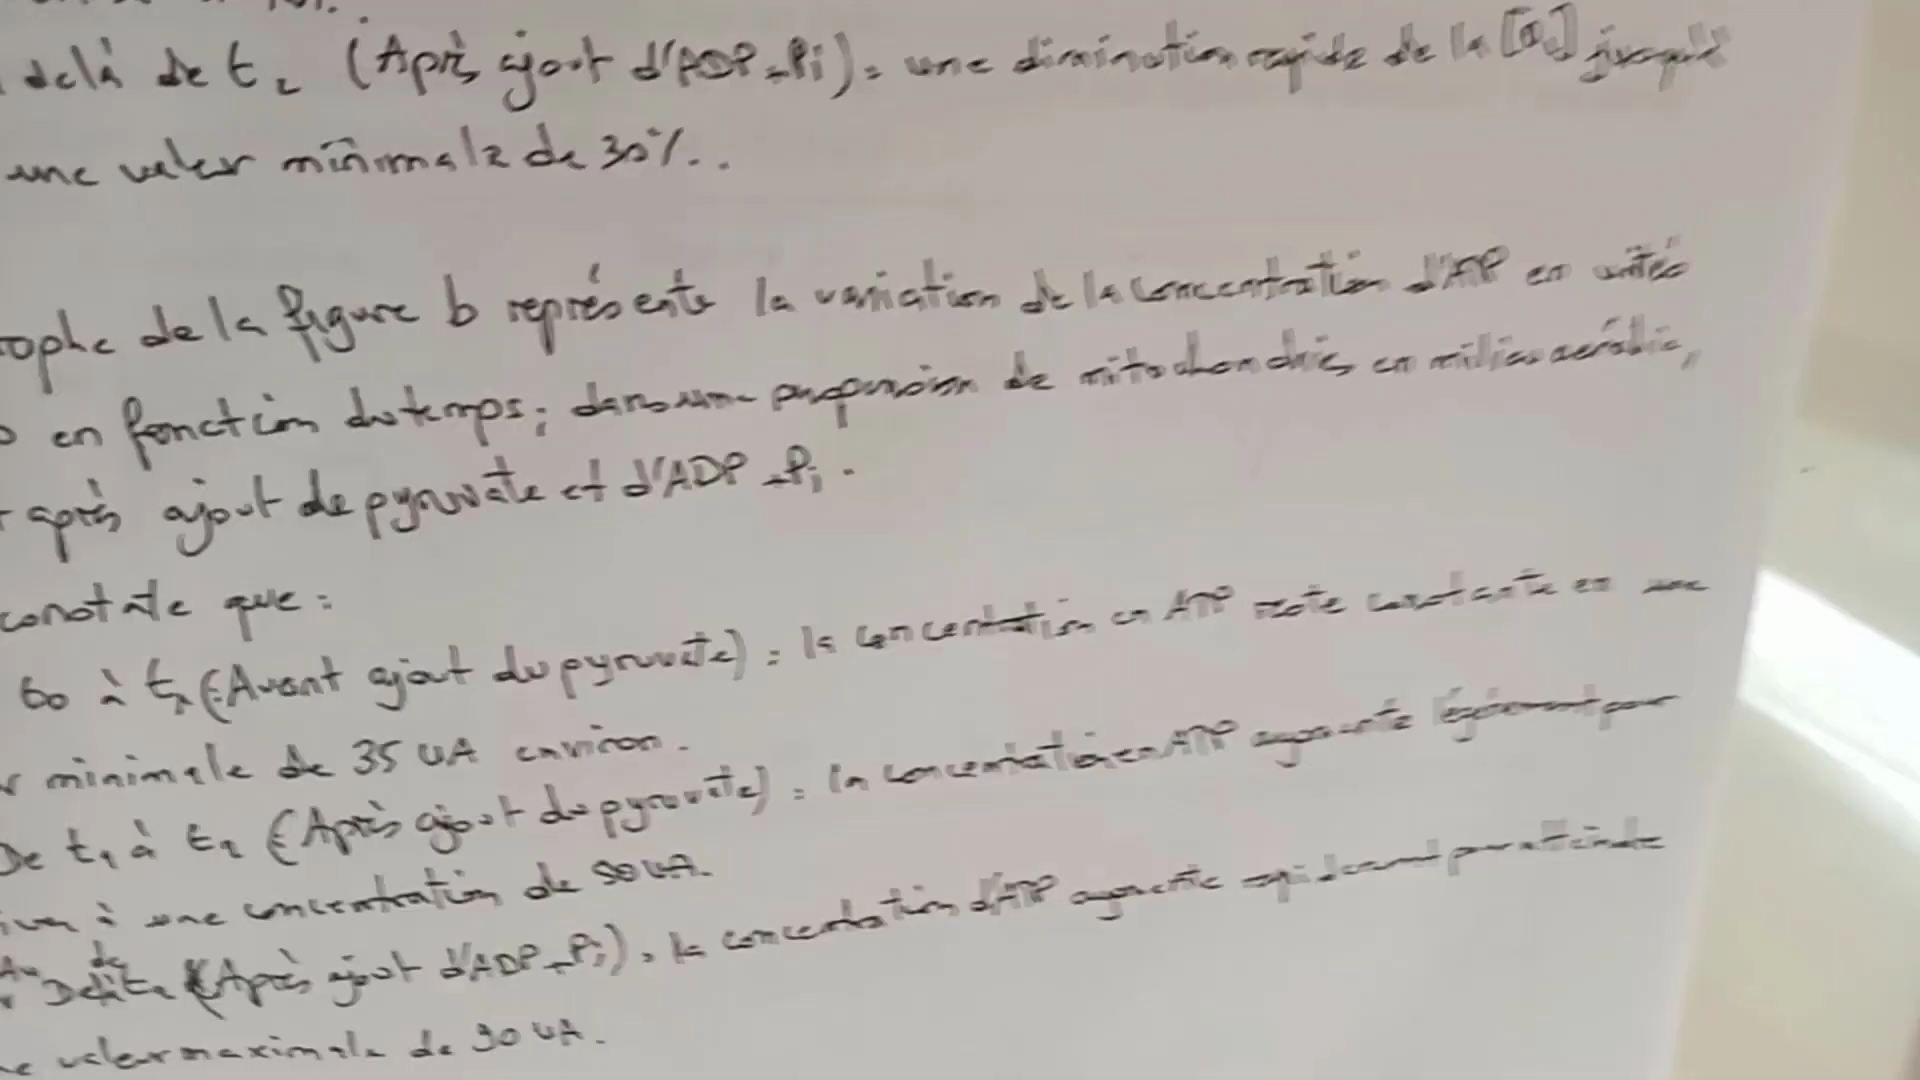 delà de t2 (Après ajout d'ADP+Pi) : une diminution rapide de la [O2] jusqu'à
une valeur minimale de 30%..
ophe de la figure b représente la variation de la concentration d'ATP en unités
en fonction du temps; dans une suspension de mitochondries en milieu aérobie,
après ajout de pyruvate et d'ADP+Pi.
constate que :
t0 à t1 (Avant ajout du pyruvate) : la concentration en ATP reste constante en une
minimale de 35 UA environ.
De t1 à t2 (Après ajout du pyruvate) : la concentration en ATP augmente légèrement pour
à une concentration de 50 UA.
de t2 (Après ajout d'ADP+Pi) : la concentration d'ATP augmente rapidement pour atteindre
valeur maximale de 90 UA.